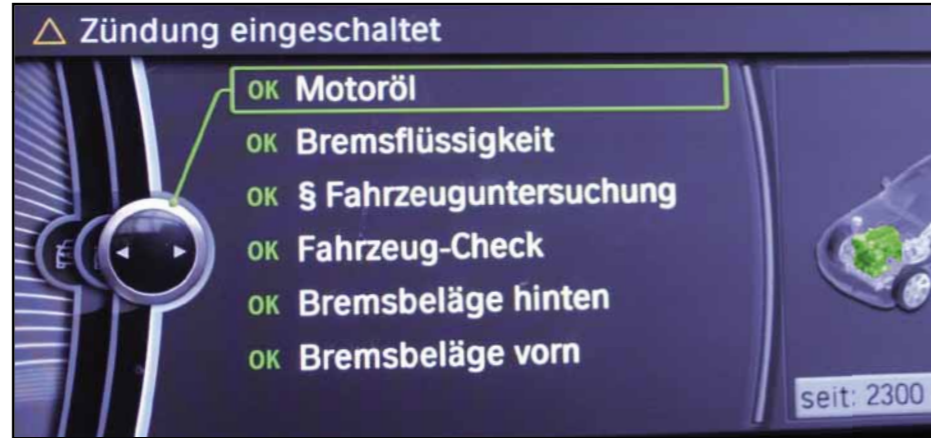 Zündung eingeschaltet
OK Motoröl
OK Bremsflüssigkeit
OK § Fahrzeuguntersuchung
OK Fahrzeug-Check
OK Bremsbeläge hinten
OK Bremsbeläge vorn
seit: 2300